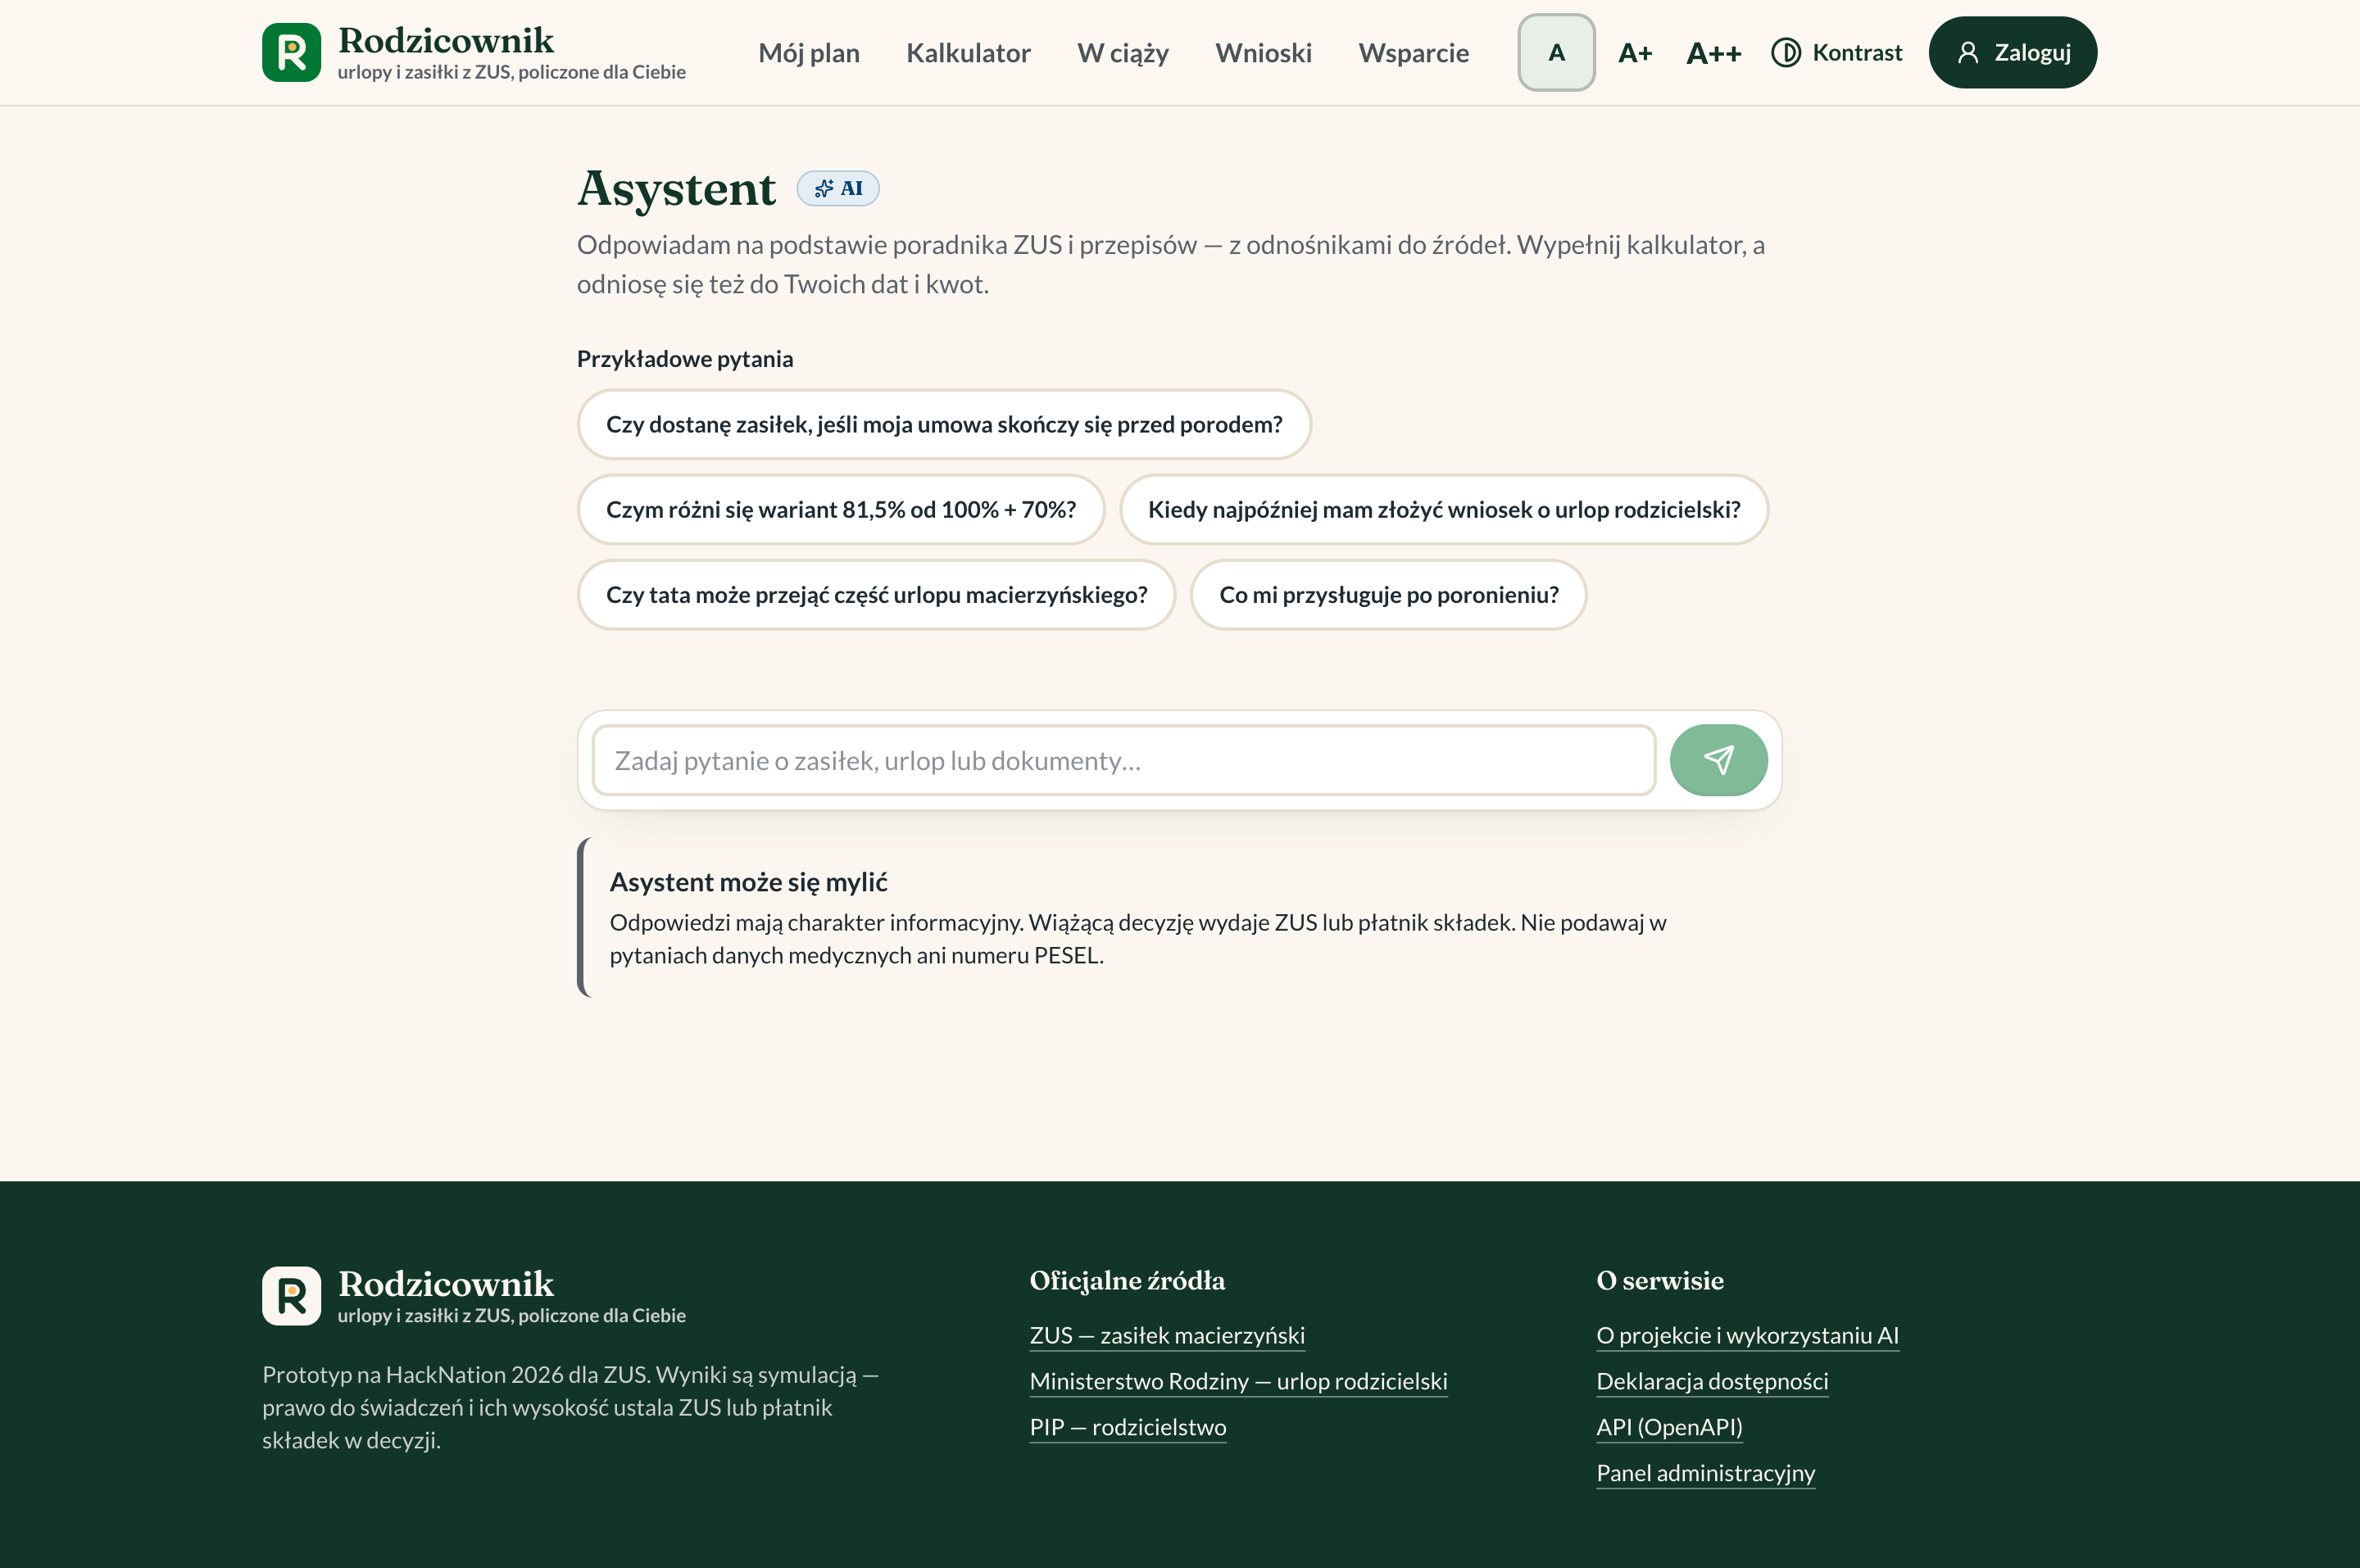 Rodzicownik
urlopy i zasiłki z ZUS, policzone dla Ciebie
Mój plan
Kalkulator
W ciąży
Wnioski
Wsparcie
A
A+
A++
Kontrast
Zaloguj
Asystent
AI
Odpowiadam na podstawie poradnika ZUS i przepisów — z odnośnikami do źródeł. Wypełnij kalkulator, a
odniosę się też do Twoich dat i kwot.
Przykładowe pytania
Czy dostanę zasiłek, jeśli moja umowa skończy się przed porodem?
Czym różni się wariant 81,5% od 100% + 70%?
Kiedy najpóźniej mam złożyć wniosek o urlop rodzicielski?
Czy tata może przejąć część urlopu macierzyńskiego?
Co mi przysługuje po poronieniu?
Zadaj pytanie o zasiłek, urlop lub dokumenty…
Asystent może się mylić
Odpowiedzi mają charakter informacyjny. Wiążącą decyzję wydaje ZUS lub płatnik składek. Nie podawaj w
pytaniach danych medycznych ani numeru PESEL.
Rodzicownik
urlopy i zasiłki z ZUS, policzone dla Ciebie
Prototyp na HackNation 2026 dla ZUS. Wyniki są symulacją —
prawo do świadczeń i ich wysokość ustala ZUS lub płatnik
składek w decyzji.
Oficjalne źródła
ZUS — zasiłek macierzyński
Ministerstwo Rodziny — urlop rodzicielski
PIP — rodzicielstwo
O serwisie
O projekcie i wykorzystaniu AI
Deklaracja dostępności
API (OpenAPI)
Panel administracyjny